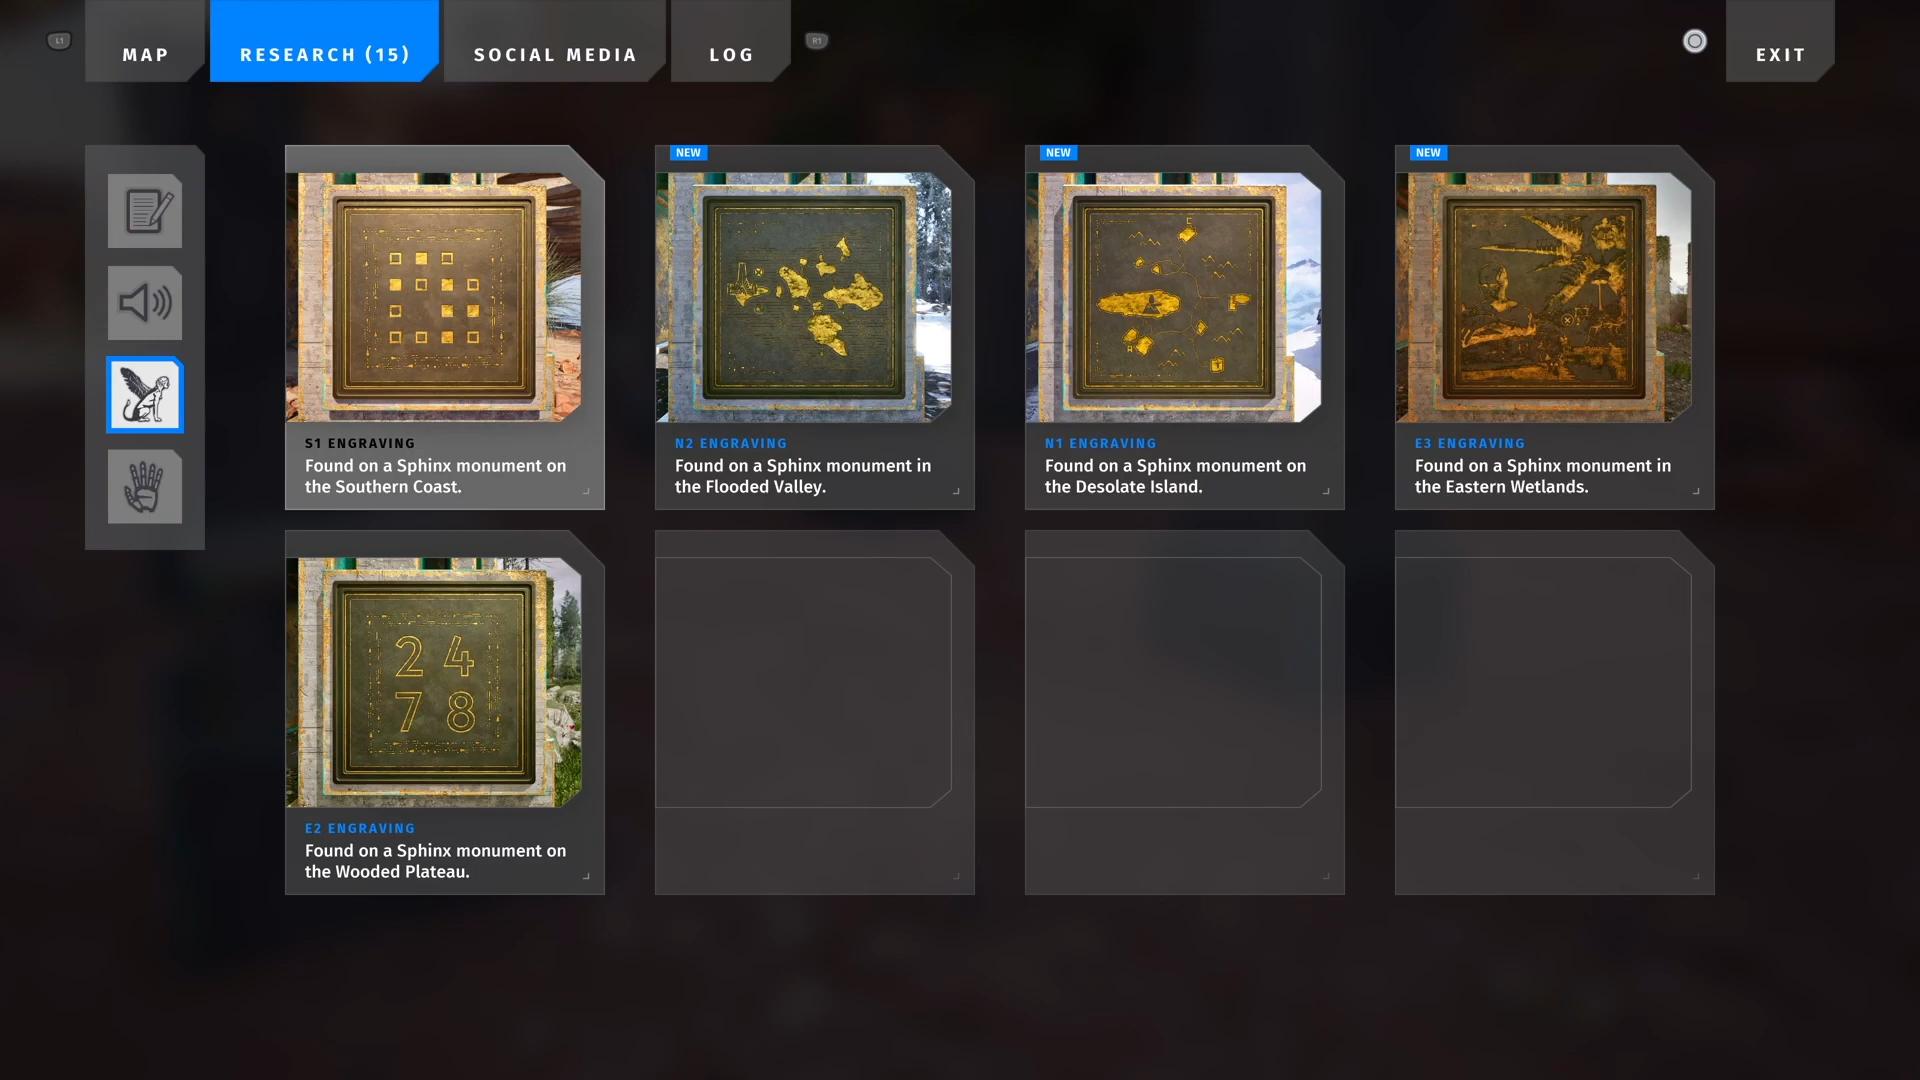 L1
MAP
RESEARCH (15)
SOCIAL MEDIA
LOG
R1
EXIT
S1 ENGRAVING
Found on a Sphinx monument on
the Southern Coast.
NEW
N2 ENGRAVING
Found on a Sphinx monument in
the Flooded Valley.
NEW
N1 ENGRAVING
Found on a Sphinx monument on
the Desolate Island.
NEW
E3 ENGRAVING
Found on a Sphinx monument in
the Eastern Wetlands.
2 4
7 8
E2 ENGRAVING
Found on a Sphinx monument on
the Wooded Plateau.